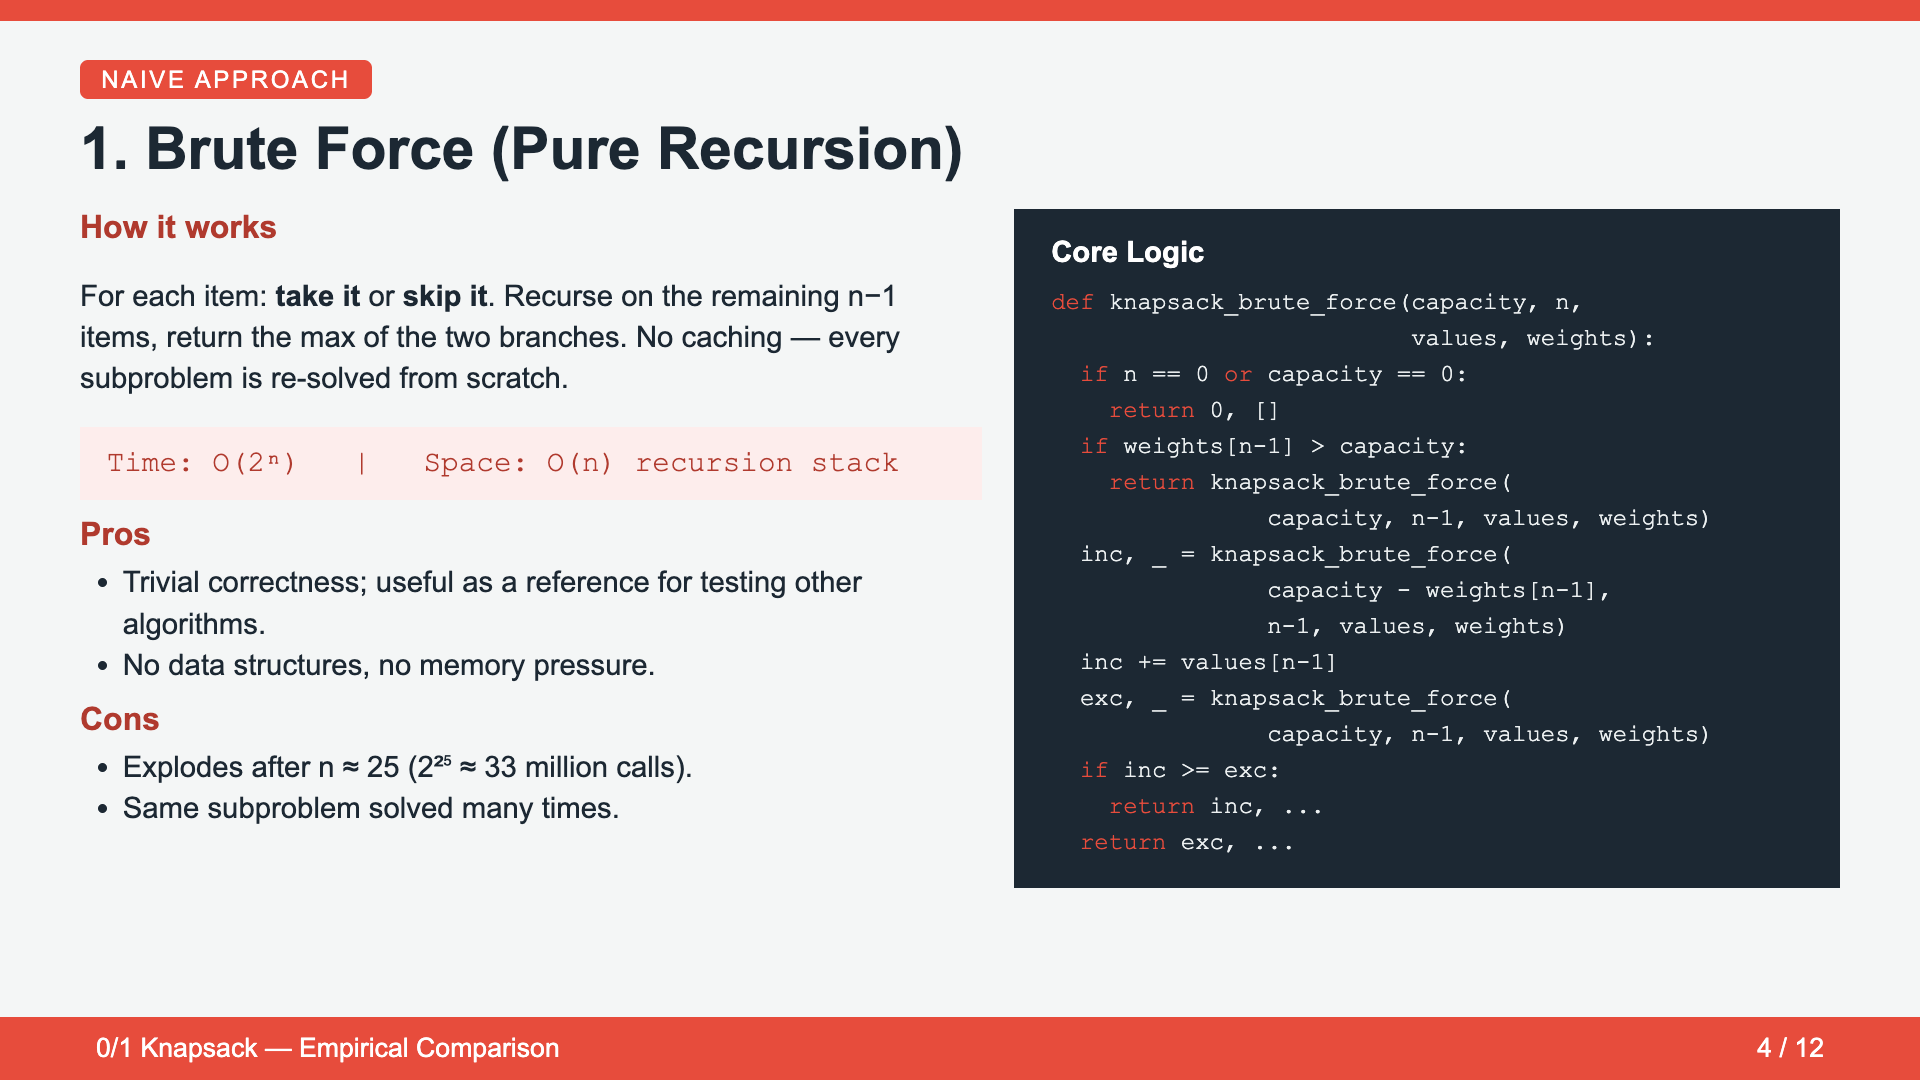 NAIVE APPROACH
1. Brute Force (Pure Recursion)
How it works
For each item: take it or skip it. Recurse on the remaining n−1
items, return the max of the two branches. No caching — every
subproblem is re-solved from scratch.
Time: O(2ⁿ)   |   Space: O(n) recursion stack
Pros
• Trivial correctness; useful as a reference for testing other
algorithms.
• No data structures, no memory pressure.
Cons
• Explodes after n ≈ 25 (2²⁵ ≈ 33 million calls).
• Same subproblem solved many times.
Core Logic
def knapsack_brute_force(capacity, n,
                         values, weights):
  if n == 0 or capacity == 0:
    return 0, []
  if weights[n-1] > capacity:
    return knapsack_brute_force(
               capacity, n-1, values, weights)
  inc, _ = knapsack_brute_force(
               capacity - weights[n-1],
               n-1, values, weights)
  inc += values[n-1]
  exc, _ = knapsack_brute_force(
               capacity, n-1, values, weights)
  if inc >= exc:
    return inc, ...
  return exc, ...
0/1 Knapsack — Empirical Comparison
4 / 12